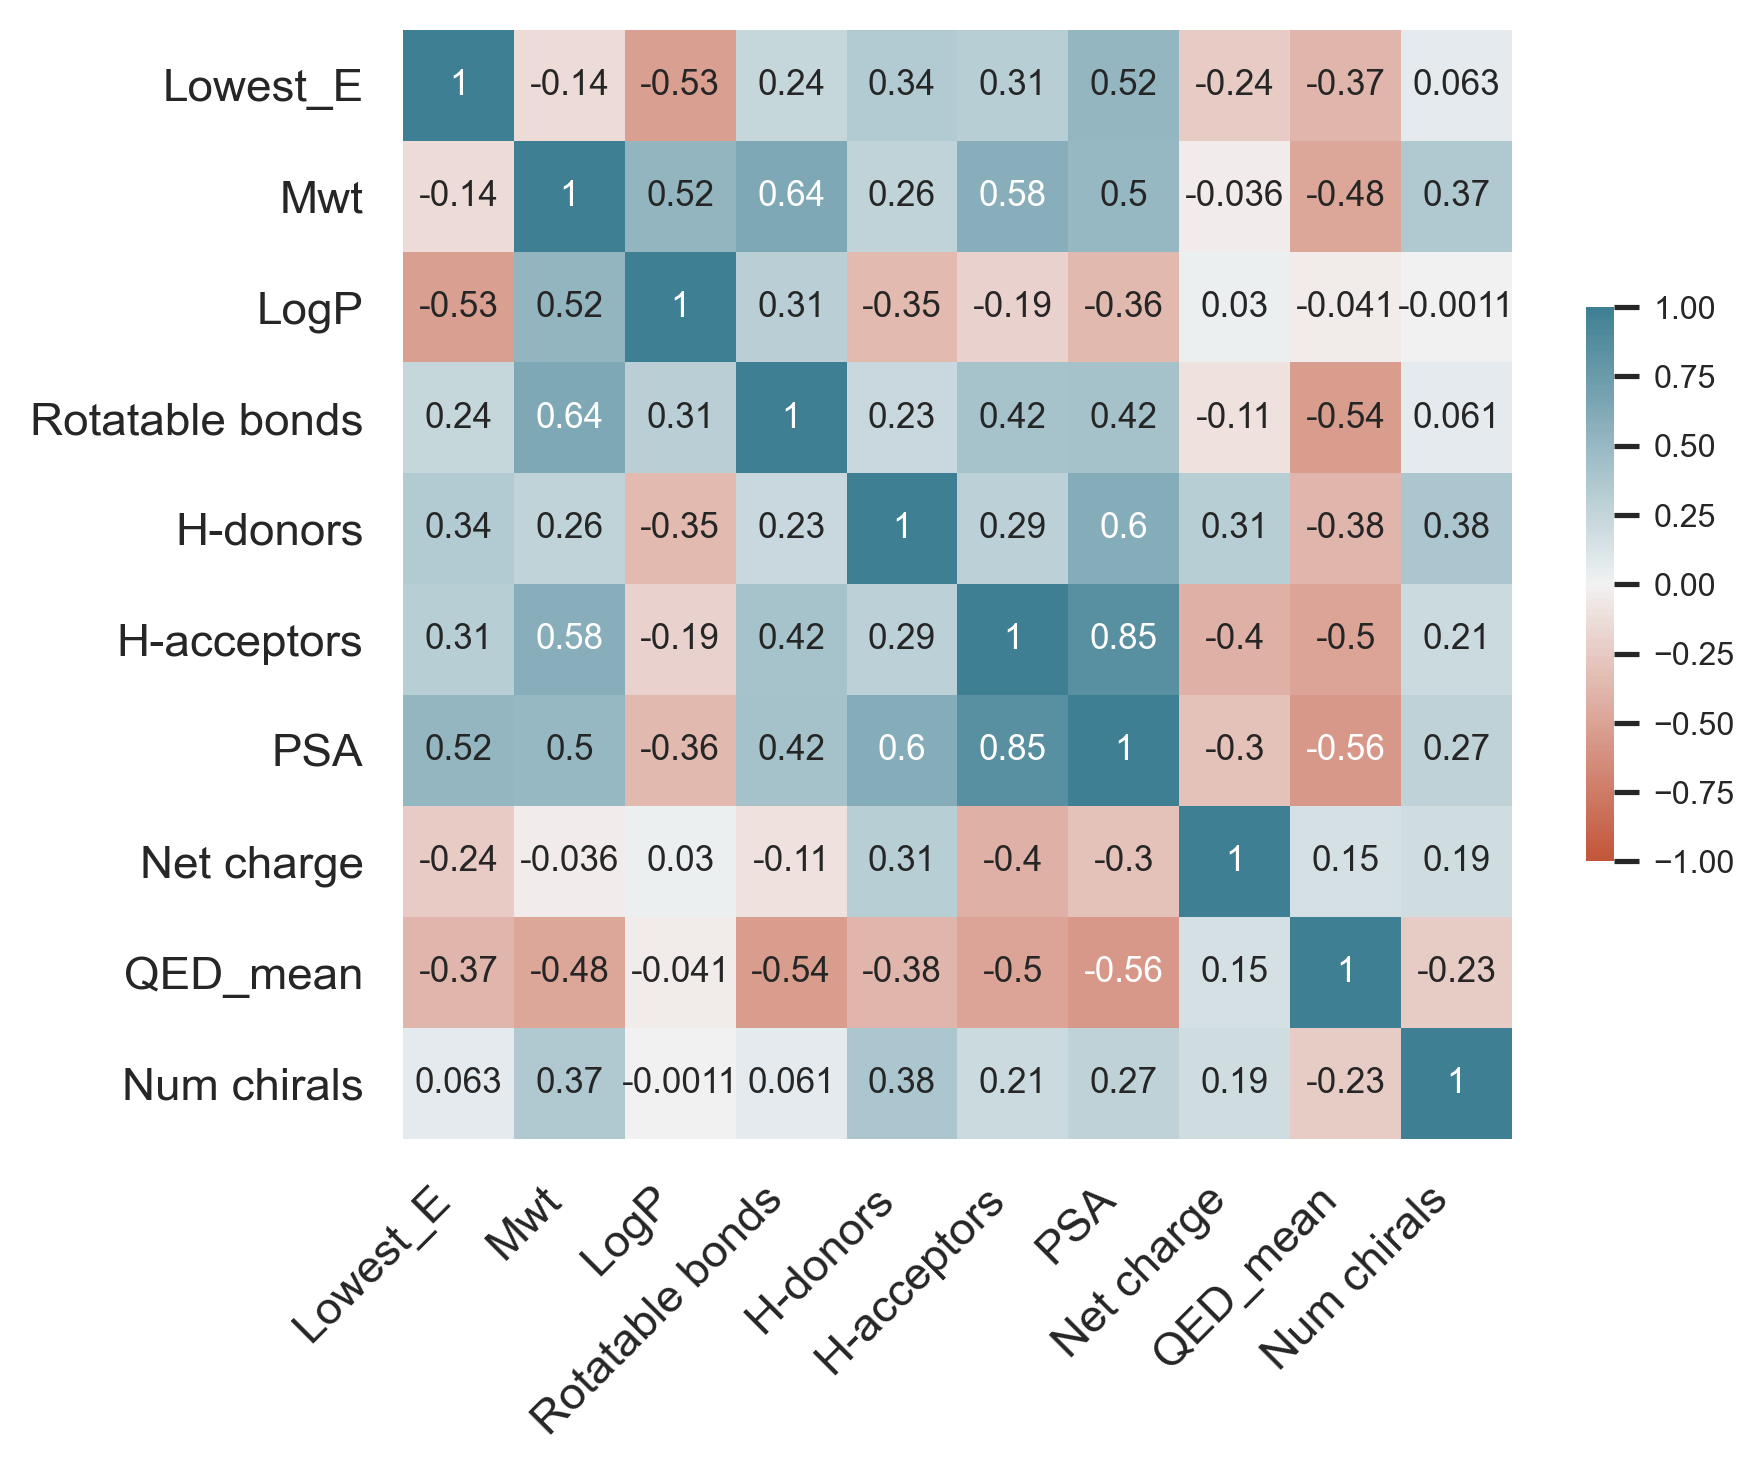 Lowest_E 1 -0.14 -0.53 0.24 0.34 0.31 0.52 -0.24 -0.37 0.063
Mwt -0.14 1 0.52 0.64 0.26 0.58 0.5 -0.036 -0.48 0.37
LogP -0.53 0.52 1 0.31 -0.35 -0.19 -0.36 0.03 -0.041 -0.0011
Rotatable bonds 0.24 0.64 0.31 1 0.23 0.42 0.42 -0.11 -0.54 0.061
H-donors 0.34 0.26 -0.35 0.23 1 0.29 0.6 0.31 -0.38 0.38
H-acceptors 0.31 0.58 -0.19 0.42 0.29 1 0.85 -0.4 -0.5 0.21
PSA 0.52 0.5 -0.36 0.42 0.6 0.85 1 -0.3 -0.56 0.27
Net charge -0.24 -0.036 0.03 -0.11 0.31 -0.4 -0.3 1 0.15 0.19
QED_mean -0.37 -0.48 -0.041 -0.54 -0.38 -0.5 -0.56 0.15 1 -0.23
Num chirals 0.063 0.37 -0.0011 0.061 0.38 0.21 0.27 0.19 -0.23 1
Lowest_E
Mwt
LogP
Rotatable bonds
H-donors
H-acceptors
PSA
Net charge
QED_mean
Num chirals
1.00
0.75
0.50
0.25
0.00
−0.25
−0.50
−0.75
−1.00